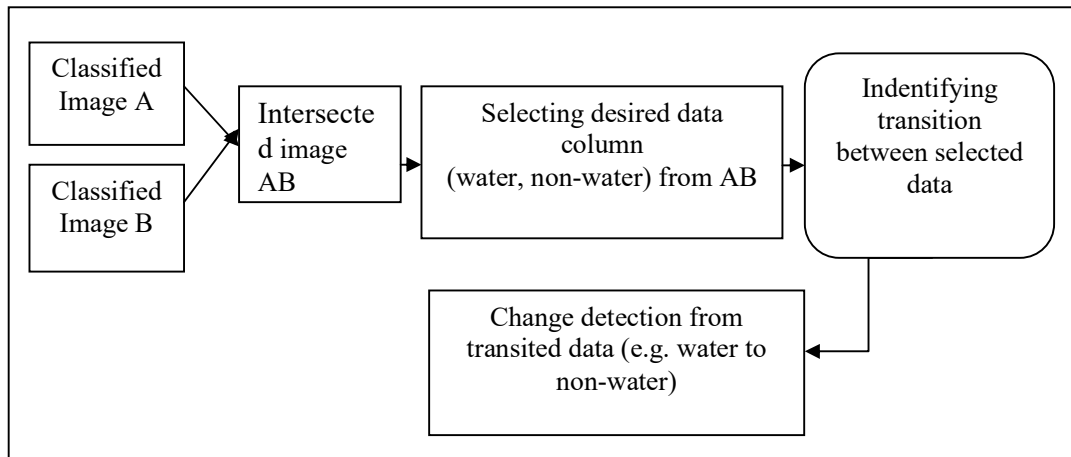 Classified
Image A
Classified
Image B
Intersecte
d image
AB
Selecting desired data
column
(water, non-water) from AB
Indentifying
transition
between selected
data
Change detection from
transited data (e.g. water to
non-water)